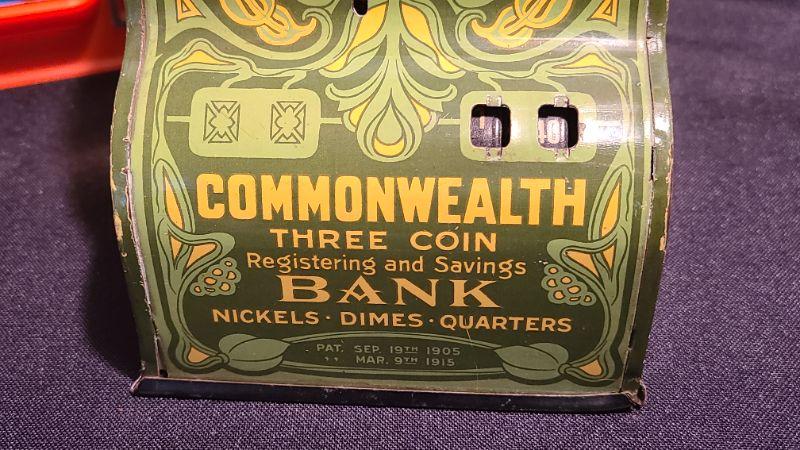 COMMONWEALTH
THREE COIN
Registering and Savings
BANK
NICKELS · DIMES · QUARTERS
PAT. SEP. 19TH 1905
" MAR. 9TH 1915